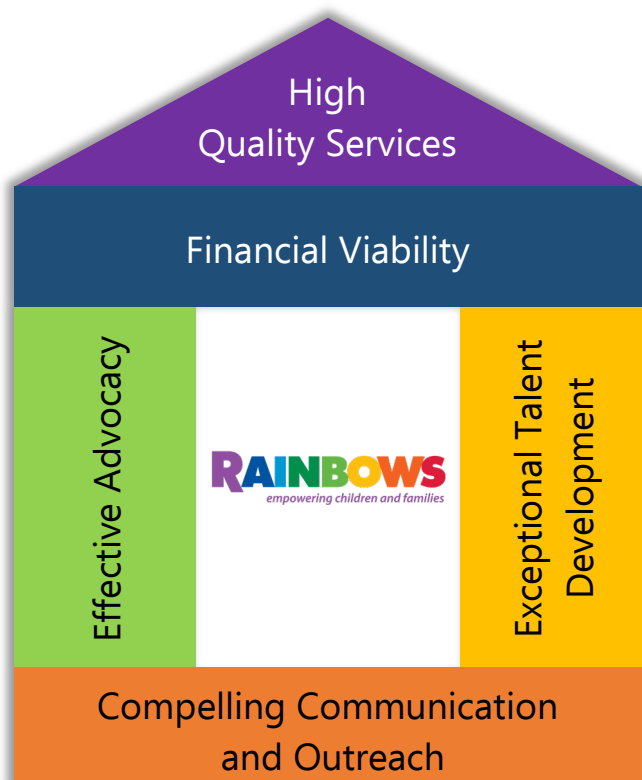 High
Quality Services
Financial Viability
Effective Advocacy
RAINBOWS
empowering children and families
Exceptional Talent
Development
Compelling Communication
and Outreach